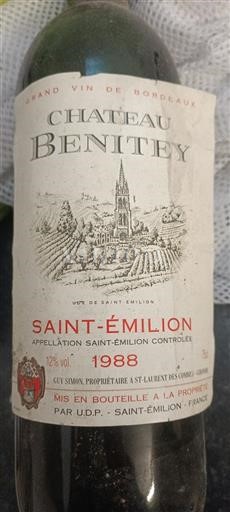 GRAND VIN DE BORDEAUX
CHATEAU
BENITEY
VUE DE SAINT-EMILION
SAINT-ÉMILION
APPELLATION SAINT-ÉMILION CONTROLÉE
12% vol. 1988 75cl
GUY SIMON, PROPRIÉTAIRE A ST-LAURENT DES COMBES - GIRONDE
MIS EN BOUTEILLE A LA PROPRIÉTÉ
PAR U.D.P. - SAINT-ÉMILION - FRANCE